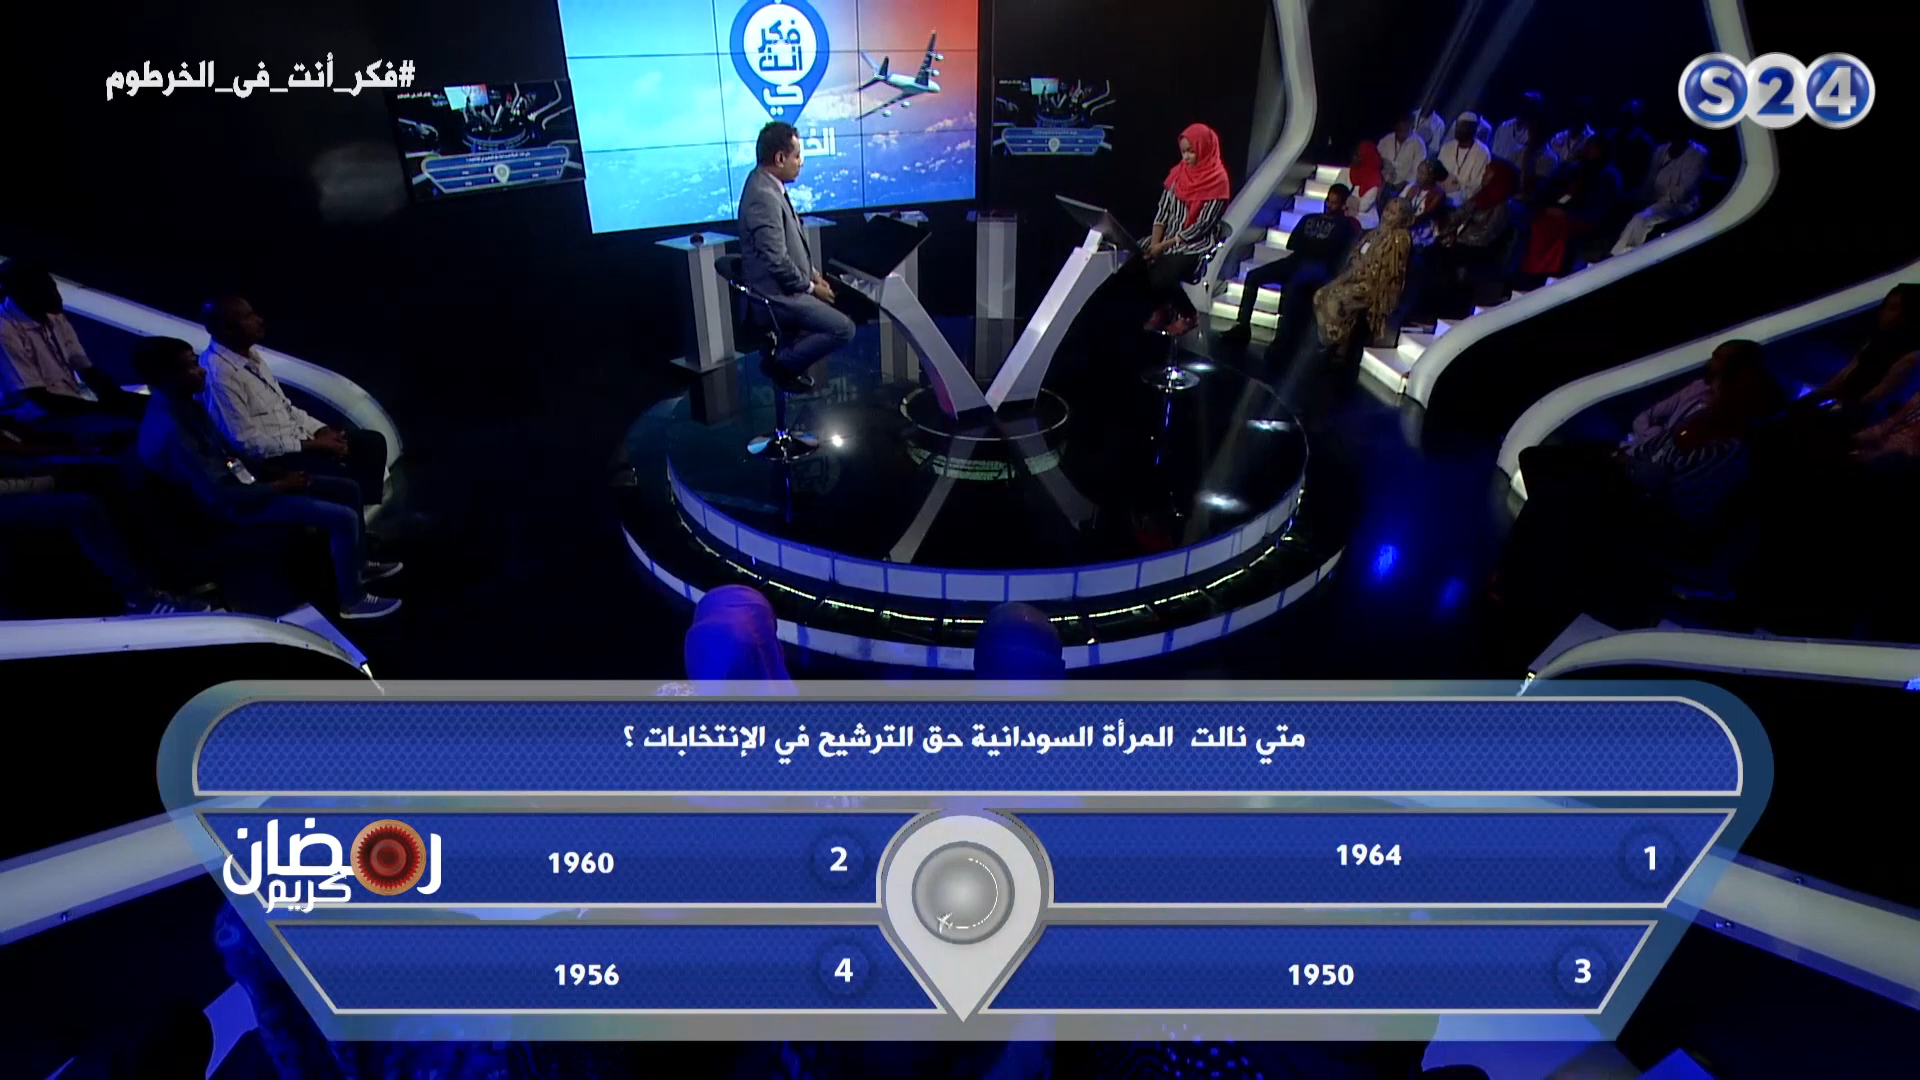 #فكر_أنت_فى_الخرطوم
S24
فكر
أنت
في
متي نالت المرأة السودانية حق الترشيح في الإنتخابات ؟
1 1964
2 1960
رمضان
كريم
3 1950
4 1956